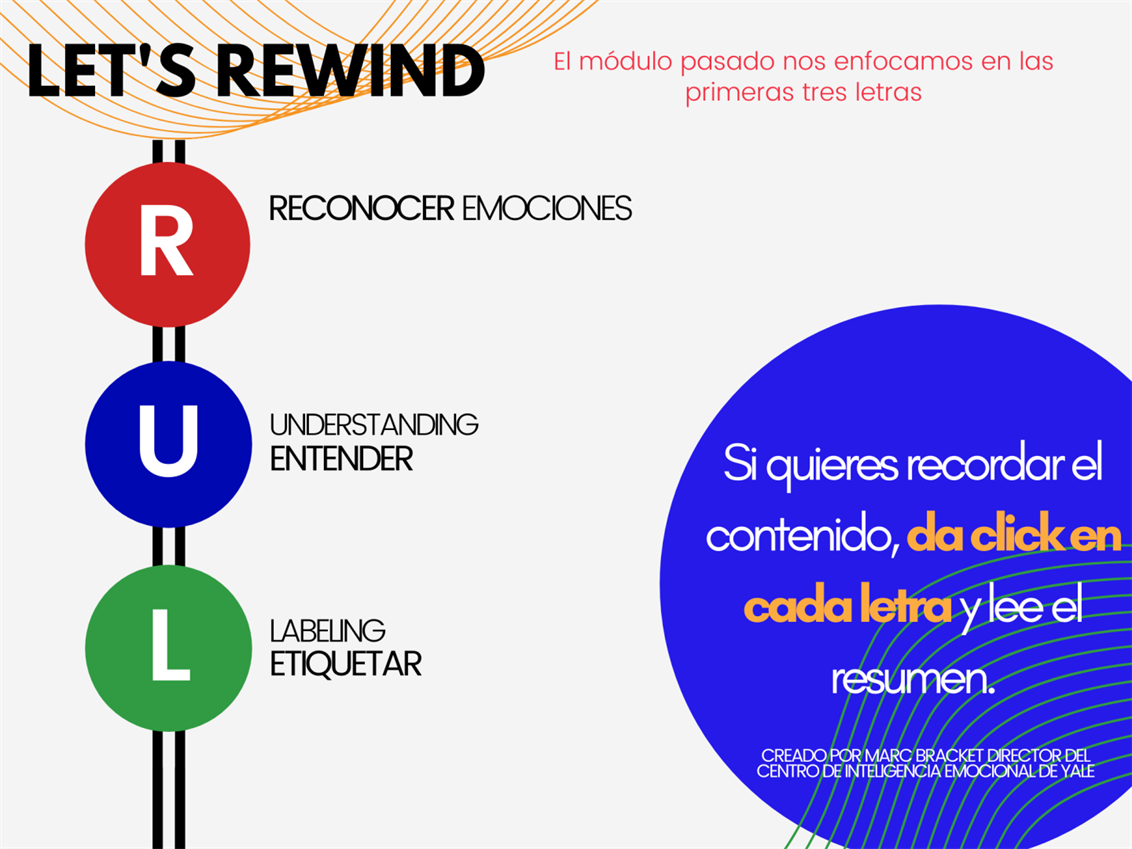 LET'S REWIND
El módulo pasado nos enfocamos en las
primeras tres letras
R
RECONOCER EMOCIONES
U
UNDERSTANDING
ENTENDER
L
LABELING
ETIQUETAR
Si quieres recordar el
contenido, da click en
cada letra y lee el
resumen.
CREADO POR MARC BRACKET DIRECTOR DEL
CENTRO DE INTELIGENCIA EMOCIONAL DE YALE